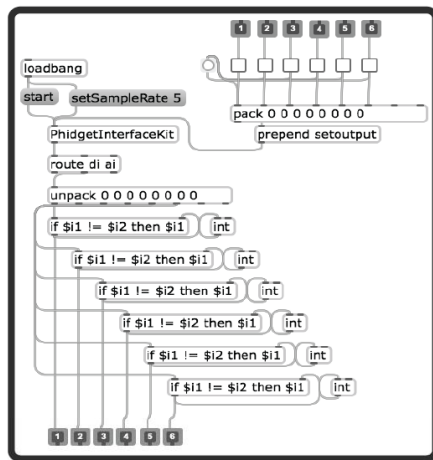 1 2 3 4 5 6
loadbang
start
setSampleRate 5
pack 0 0 0 0 0 0 0 0
PhidgetInterfaceKit
prepend setoutput
route di ai
unpack 0 0 0 0 0 0 0 0
if $i1 != $i2 then $i1
int
if $i1 != $i2 then $i1
int
if $i1 != $i2 then $i1
int
if $i1 != $i2 then $i1
int
if $i1 != $i2 then $i1
int
if $i1 != $i2 then $i1
int
1 2 3 4 5 6